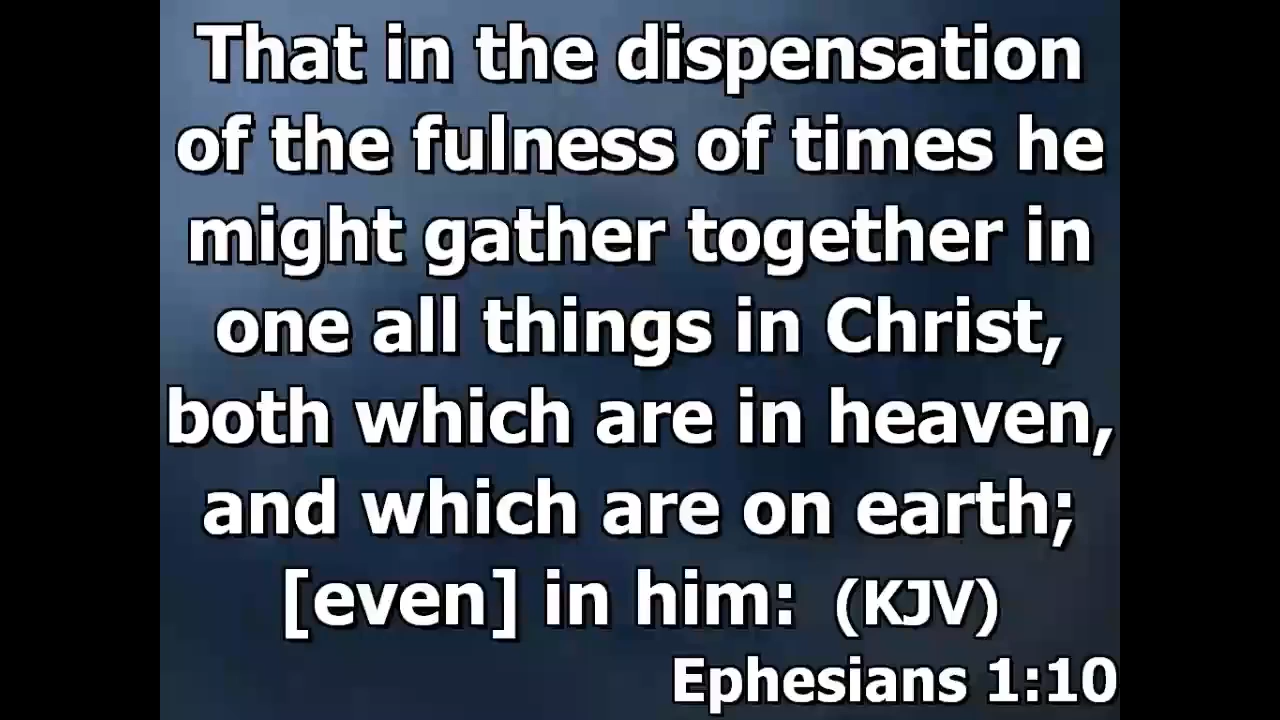 That in the dispensation
of the fulness of times he
might gather together in
one all things in Christ,
both which are in heaven,
and which are on earth;
[even] in him: (KJV)
Ephesians 1:10